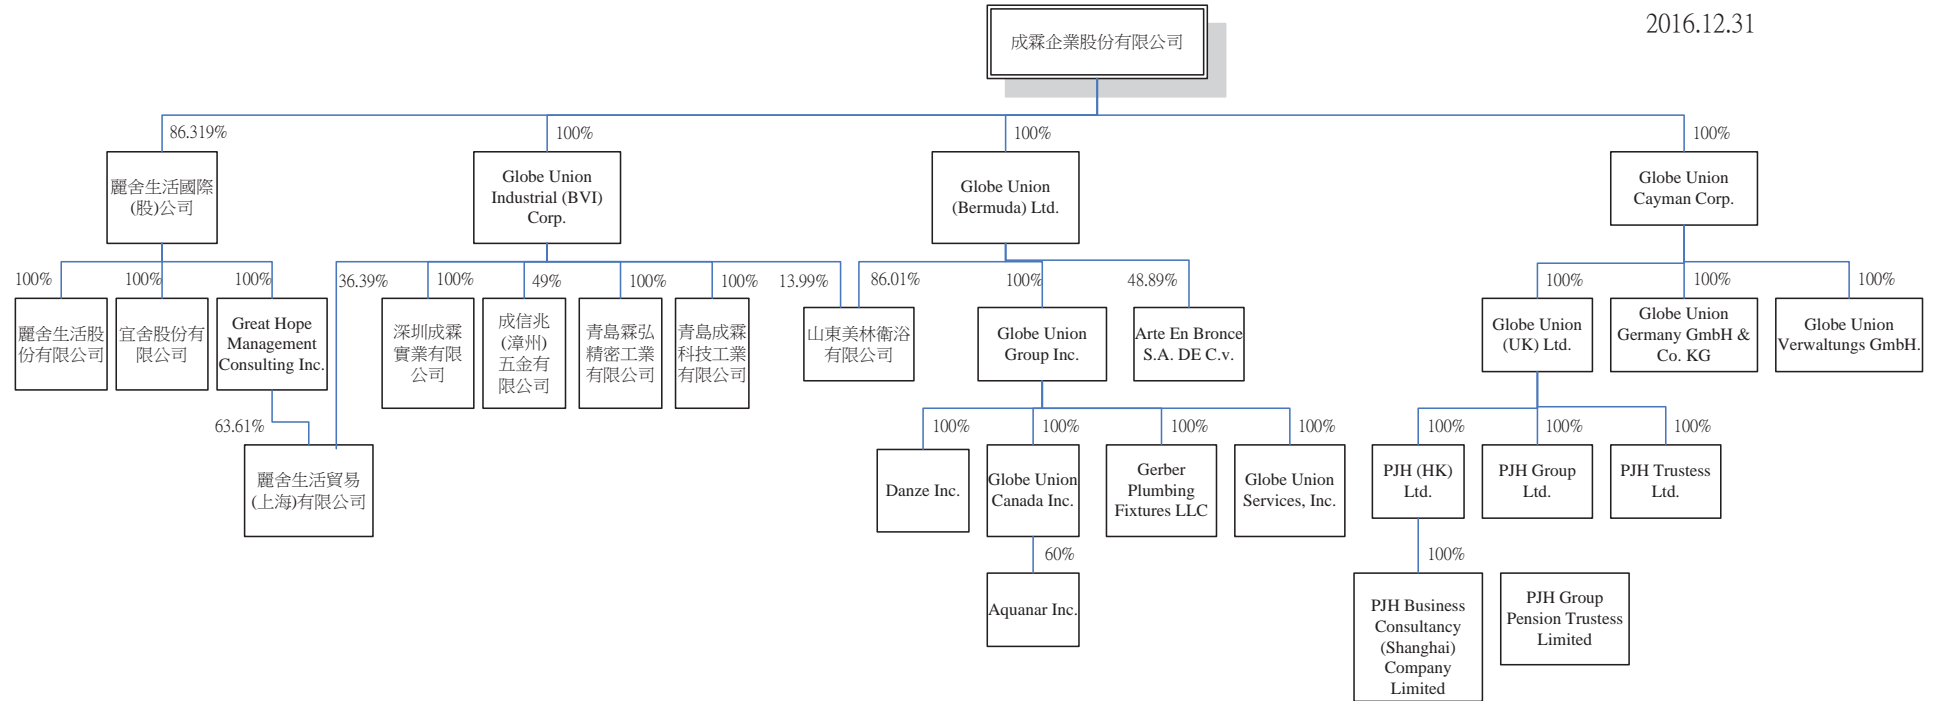 2016.12.31
成霖企業股份有限公司
86.319%
100%
100%
100%
麗舍生活國際
(股)公司
Globe Union
Industrial (BVI)
Corp.
Globe Union
(Bermuda) Ltd.
Globe Union
Cayman Corp.
100%
100%
100%
36.39%
100%
49%
100%
100%
13.99%
86.01%
100%
48.89%
100%
100%
100%
麗舍生活股
份有限公司
宜舍股份有
限公司
Great Hope
Management
Consulting Inc.
深圳成霖
實業有限
公司
成信兆
(漳州)
五金有
限公司
青島霖弘
精密工業
有限公司
青島成霖
科技工業
有限公司
山東美林衛浴
有限公司
Globe Union
Group Inc.
Arte En Bronce
S.A. DE C.v.
Globe Union
(UK) Ltd.
Globe Union
Germany GmbH &
Co. KG
Globe Union
Verwaltungs GmbH.
63.61%
100%
100%
100%
100%
100%
100%
100%
麗舍生活貿易
(上海)有限公司
Danze Inc.
Globe Union
Canada Inc.
Gerber
Plumbing
Fixtures LLC
Globe Union
Services, Inc.
PJH (HK)
Ltd.
PJH Group
Ltd.
PJH Trustess
Ltd.
60%
100%
Aquanar Inc.
PJH Business
Consultancy
(Shanghai)
Company
Limited
PJH Group
Pension Trustess
Limited